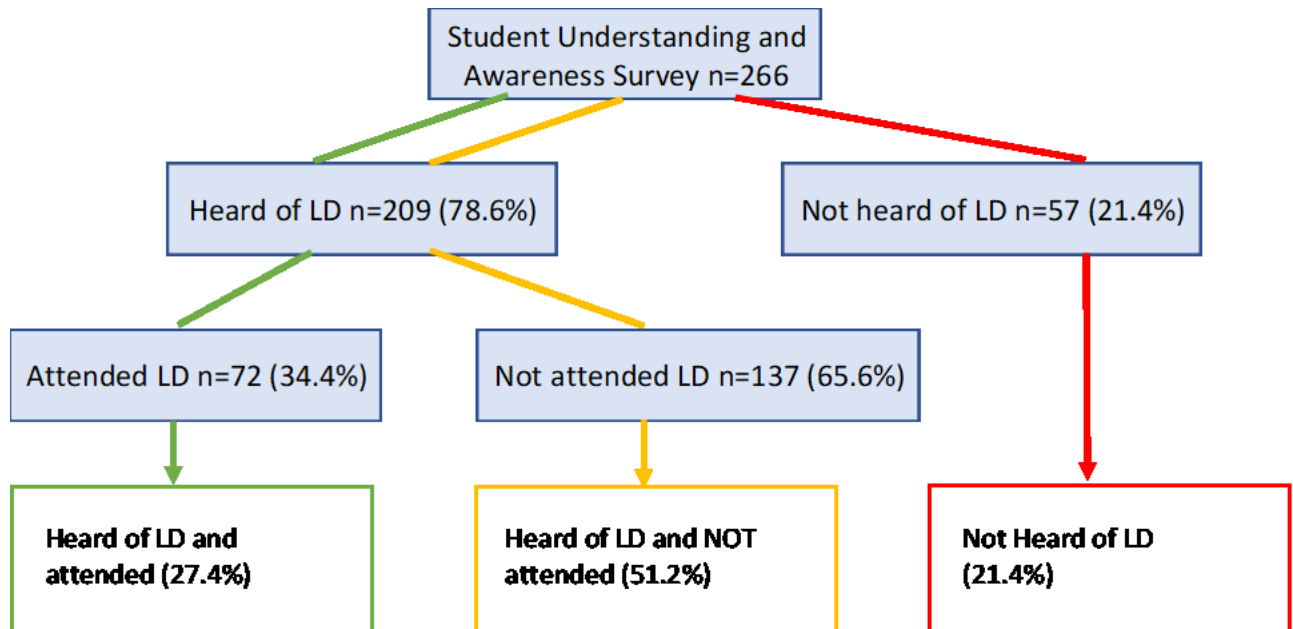 Student Understanding and
Awareness Survey n=266
Heard of LD n=209 (78.6%)
Not heard of LD n=57 (21.4%)
Attended LD n=72 (34.4%)
Not attended LD n=137 (65.6%)
Heard of LD and
attended (27.4%)
Heard of LD and NOT
attended (51.2%)
Not Heard of LD
(21.4%)